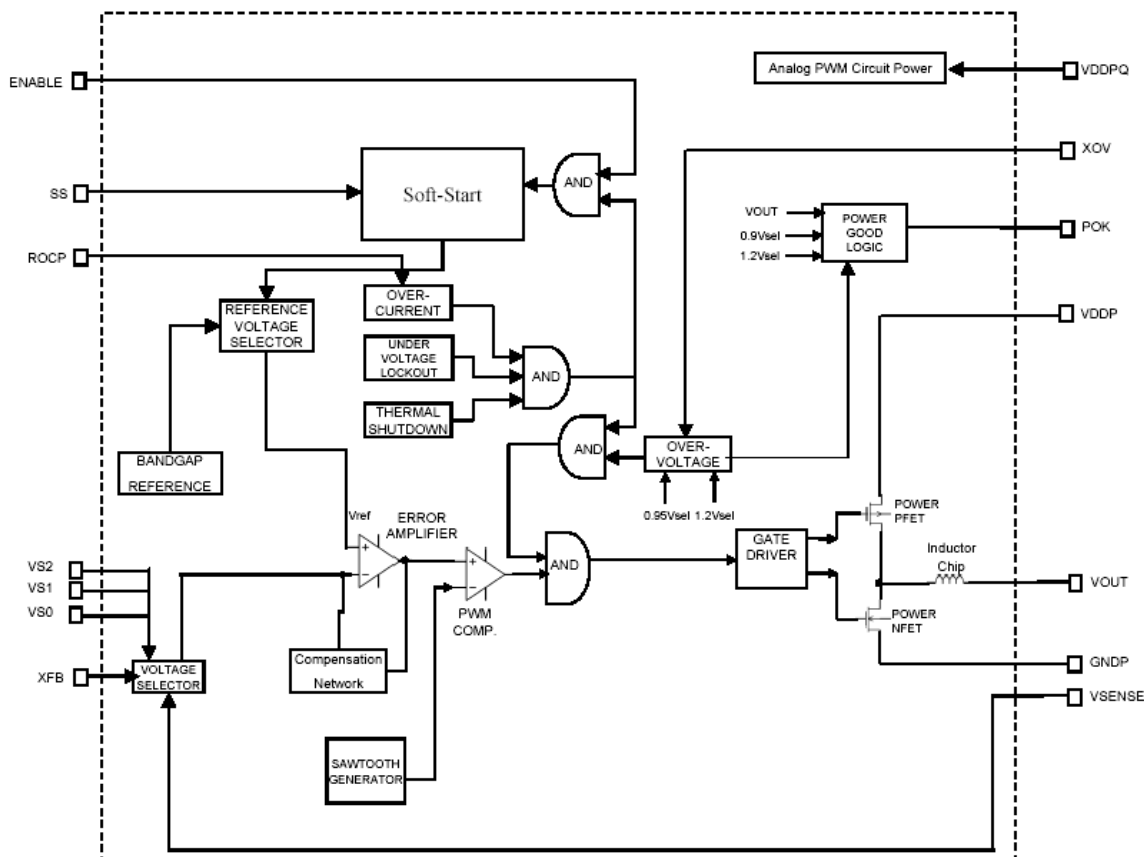 Analog PWM Circuit Power
VDDPQ
ENABLE
XOV
AND
SS
Soft-Start
VOUT
0.9Vsel
1.2Vsel
POWER
GOOD
LOGIC
POK
ROCP
OVER-
CURRENT
REFERENCE
VOLTAGE
SELECTOR
VDDP
UNDER
VOLTAGE
LOCKOUT
AND
THERMAL
SHUTDOWN
AND
OVER-
VOLTAGE
BANDGAP
REFERENCE
0.95Vsel
1.2Vsel
POWER
PFET
Vref
ERROR
AMPLIFIER
GATE
DRIVER
Inductor
Chip
+
-
+
-
AND
VS2
VS1
VS0
VOUT
PWM
COMP.
POWER
NFET
XFB
VOLTAGE
SELECTOR
Compensation
Network
GNDP
VSENSE
SAWTOOTH
GENERATOR